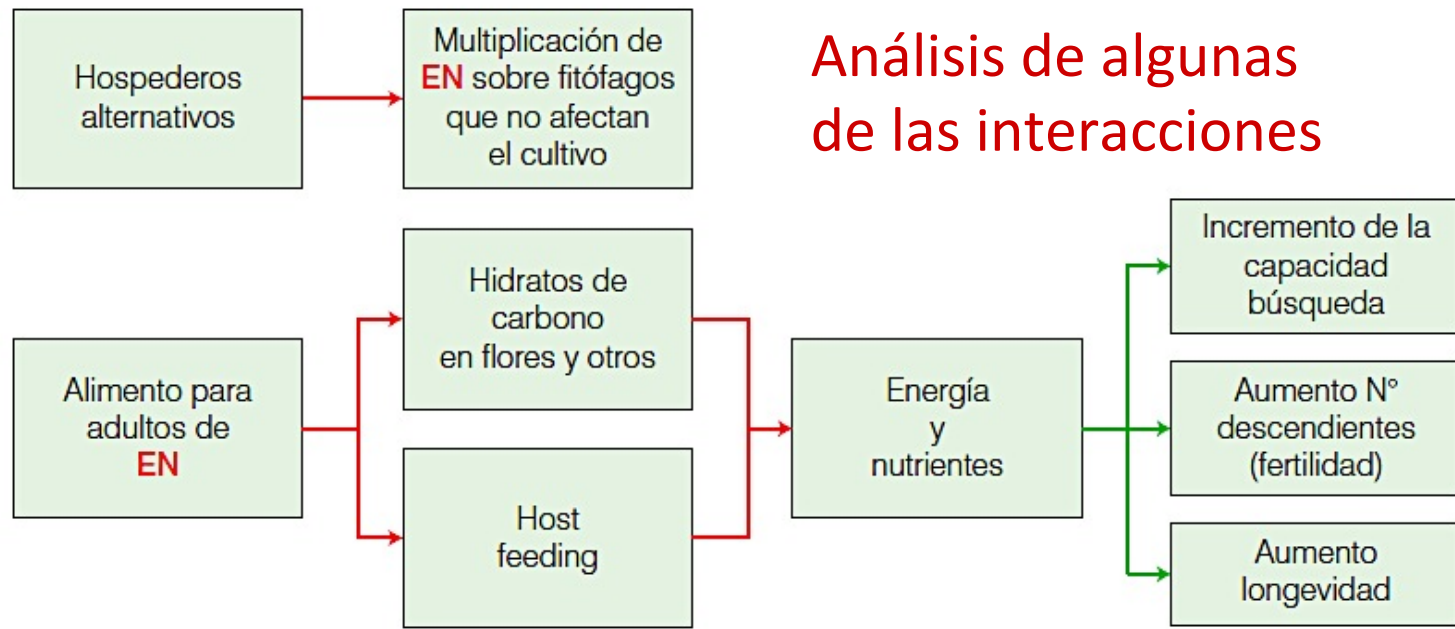 Análisis de algunas
de las interacciones
Hospederos
alternativos
Multiplicación de
EN sobre fitófagos
que no afectan
el cultivo
Alimento para
adultos de
EN
Hidratos de
carbono
en flores y otros
Host
feeding
Energía
y
nutrientes
Incremento de la
capacidad
búsqueda
Aumento N°
descendientes
(fertilidad)
Aumento
longevidad